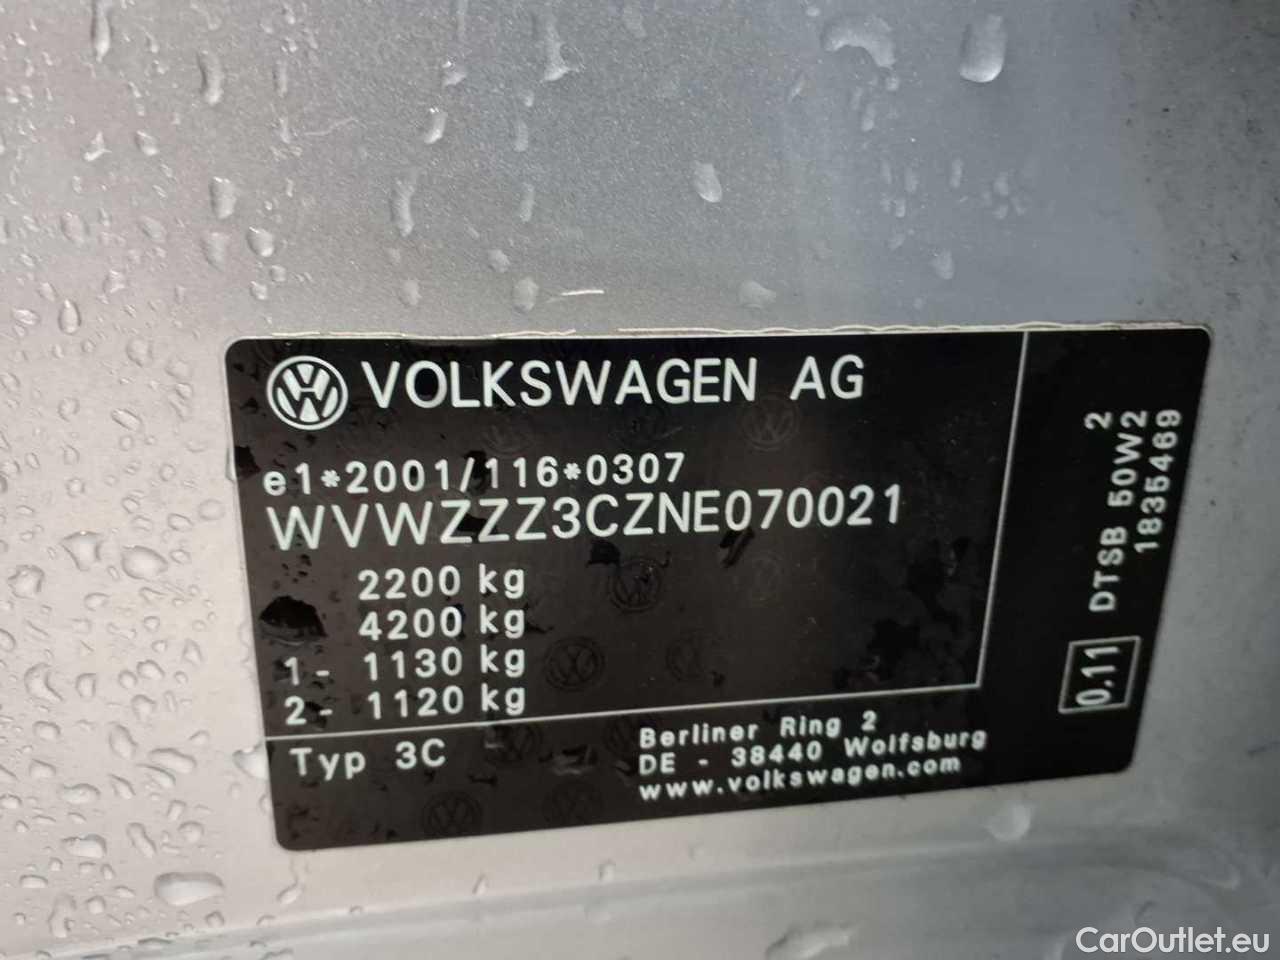 VOLKSWAGEN AG
e1*2001/116*0307
WVWZZZ3CZNE070021
2200 kg
4200 kg
1- 1130 kg
2- 1120 kg
Typ 3C
Berliner Ring 2
DE - 38440 Wolfsburg
www.volkswagen.com
0.11
DTSB 50W2 2
1835469
CarOutlet.eu